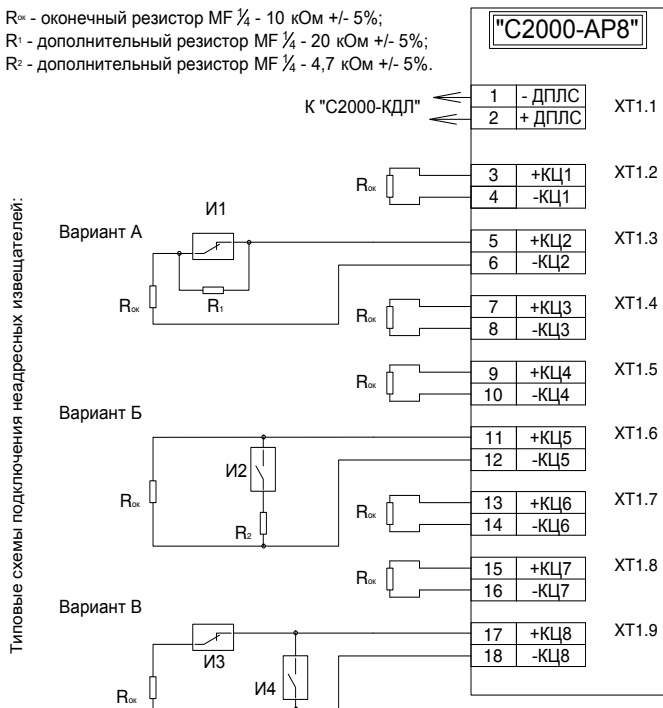 Rок - оконечный резистор MF 1/4 - 10 кОм +/- 5%;
R1 - дополнительный резистор MF 1/4 - 20 кОм +/- 5%;
R2 - дополнительный резистор MF 1/4 - 4,7 кОм +/- 5%.
"С2000-АР8"
К "С2000-КДЛ"
1 - ДПЛС XT1.1
2 + ДПЛС
Rок 3 +КЦ1 XT1.2
4 -КЦ1
Типовые схемы подключения неадресных извещателей:
Вариант А
И1
5 +КЦ2 XT1.3
6 -КЦ2
Rок
R1
Rок 7 +КЦ3 XT1.4
8 -КЦ3
Rок 9 +КЦ4 XT1.5
10 -КЦ4
Вариант Б
11 +КЦ5 XT1.6
12 -КЦ5
И2
Rок
R2
Rок 13 +КЦ6 XT1.7
14 -КЦ6
Rок 15 +КЦ7 XT1.8
16 -КЦ7
Вариант В
17 +КЦ8 XT1.9
18 -КЦ8
И3
И4
Rок